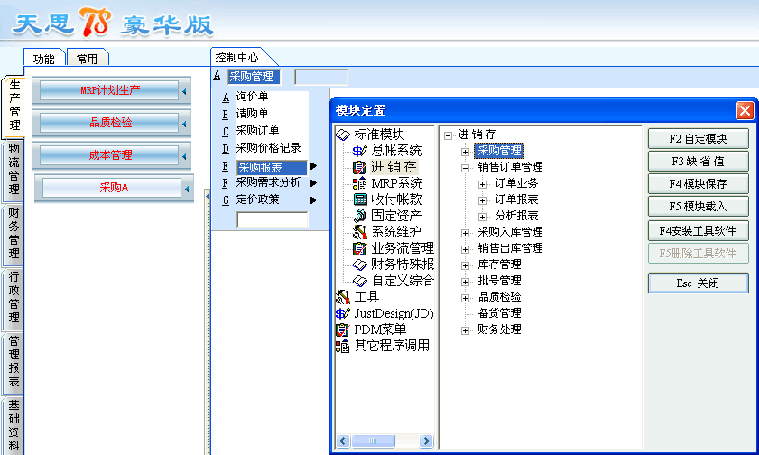 天思T8豪华版
功能 常用
控制中心
生产管理
物流管理
财务管理
行政管理
管理报表
基础资料
MRP计划生产
品质检验
成本管理
采购A
A 采购管理
A 询价单
B 请购单
C 采购订单
D 采购价格记录
E 采购报表
F 采购需求分析
G 定价政策
模块定置
标准模块
总帐系统
进销存
MRP系统
收付帐款
固定资产
系统维护
业务流管理
财务特殊报
自定义综合
工具
JustDesign(JD)
PDM菜单
其它程序调用
进销存
采购管理
销售订单管理
订单业务
订单报表
分析报表
采购入库管理
销售出库管理
库存管理
批号管理
品质检验
备货管理
财务处理
F2自定模块
F3缺省值
F4模块保存
F5模块载入
F4安装工具软件
F5删除工具软件
Esc 关闭